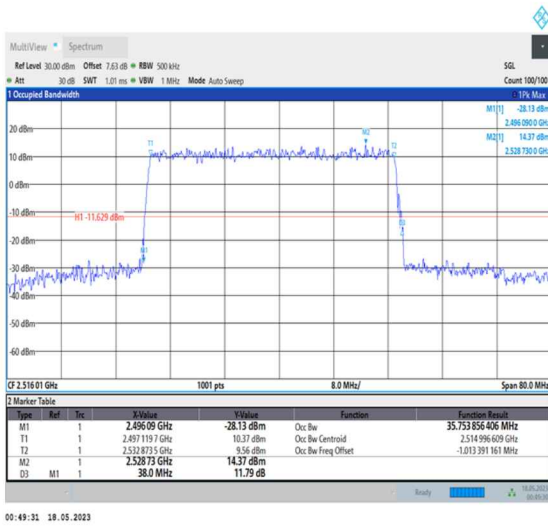 MultiView Spectrum
Ref Level 30.00 dBm Offset 7.63 dB RBW 500 kHz SGL
Att 30 dB SWT 1.01 ms VBW 1 MHz Mode Auto Sweep Count 100/100
1 Occupied Bandwidth 1Pk Max
M1[1] -28.13 dBm
2.496 090 0 GHz
M2[1] 14.37 dBm
2.528 730 0 GHz
20 dBm
M2
T1
T2
10 dBm
0 dBm
-10 dBm
H1 -11.629 dBm
D3
-20 dBm
M1
-30 dBm
-40 dBm
-50 dBm
-60 dBm
CF 2.516 01 GHz 1001 pts 8.0 MHz/ Span 80.0 MHz
2 Marker Table
Type Ref Trc X-Value Y-Value Function Function Result
M1 1 2.496 09 GHz -28.13 dBm Occ Bw 35.753 856 406 MHz
T1 1 2.497 119 7 GHz 10.37 dBm Occ Bw Centroid 2.514 996 609 GHz
T2 1 2.532 873 5 GHz 9.56 dBm Occ Bw Freq Offset -1.013 391 161 MHz
M2 1 2.528 73 GHz 14.37 dBm
D3 M1 1 38.0 MHz 11.79 dB
Ready 18.05.2023
00:49:30
00:49:31 18.05.2023